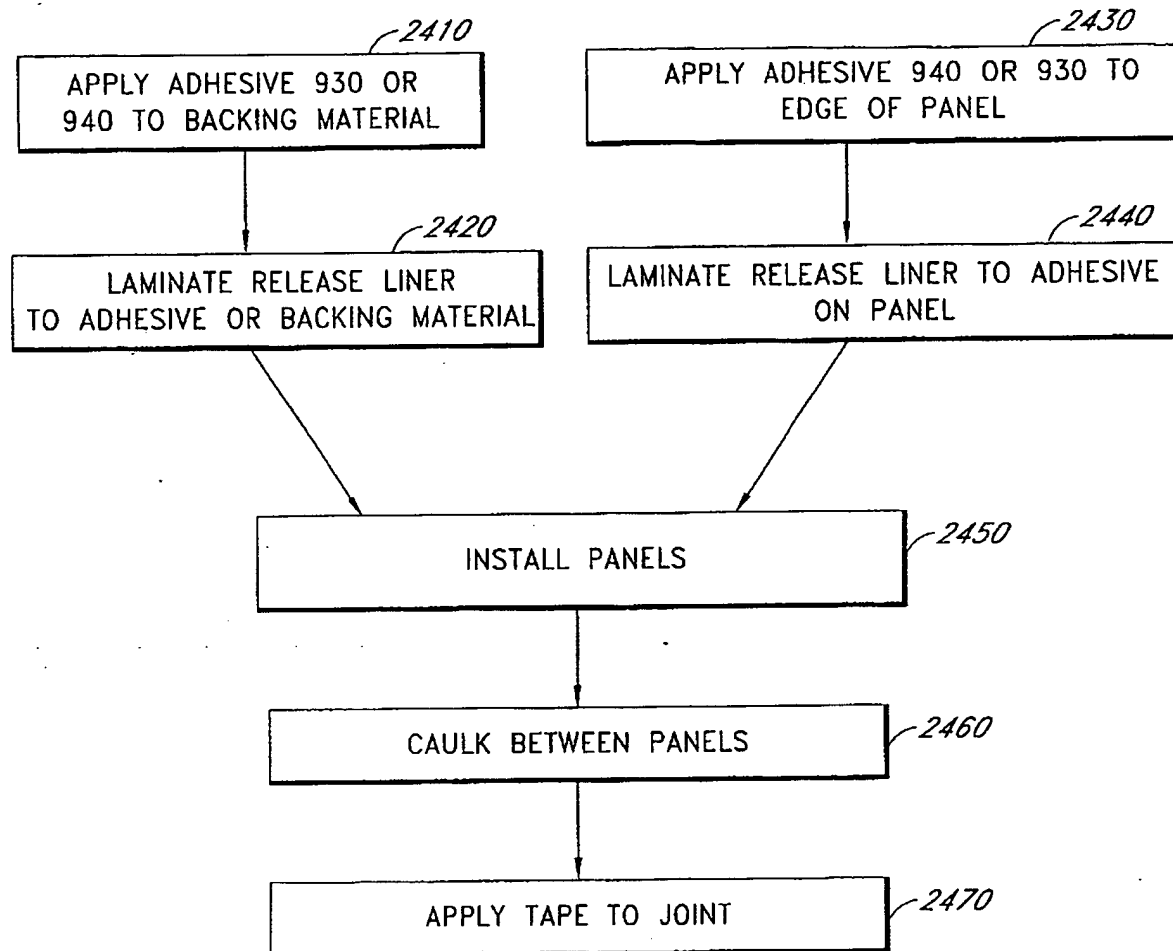 2410
APPLY ADHESIVE 930 OR
940 TO BACKING MATERIAL
2430
APPLY ADHESIVE 940 OR 930 TO
EDGE OF PANEL
2420
LAMINATE RELEASE LINER
TO ADHESIVE OR BACKING MATERIAL
2440
LAMINATE RELEASE LINER TO ADHESIVE
ON PANEL
INSTALL PANELS
2450
CAULK BETWEEN PANELS
2460
APPLY TAPE TO JOINT
2470